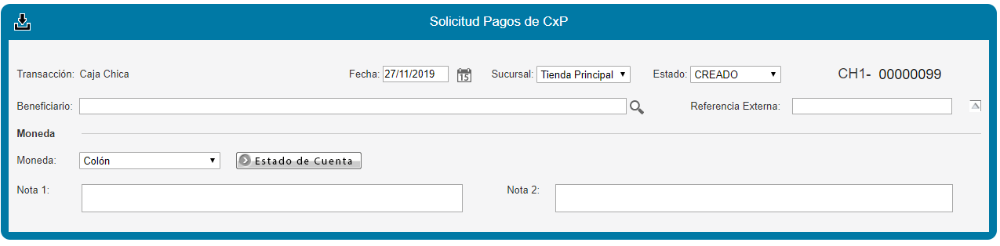 Solicitud Pagos de CxP
Transacción: Caja Chica Fecha: 27/11/2019 15 Sucursal: Tienda Principal Estado: CREADO CH1- 00000099
Beneficiario: Referencia Externa:
Moneda
Moneda: Colón Estado de Cuenta
Nota 1: Nota 2: